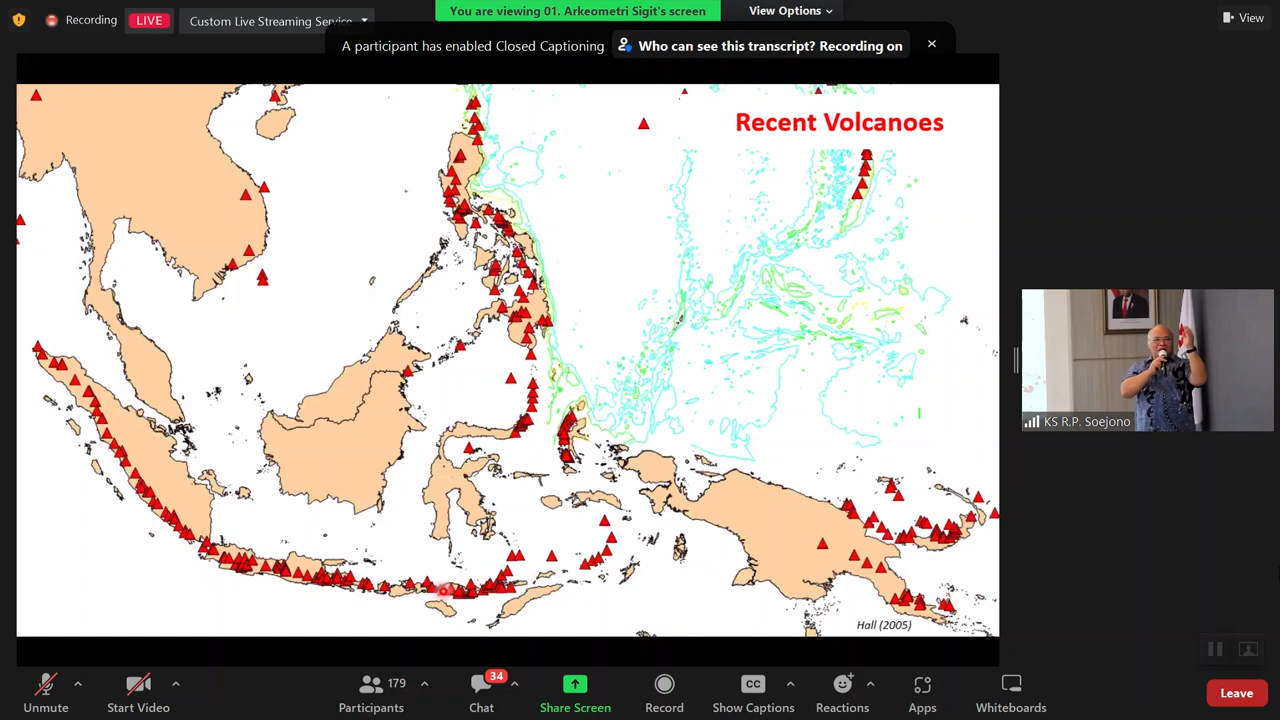 You are viewing 01. Arkeometri Sigit's screen
View Options
Recording
LIVE
Custom Live Streaming Service
View
A participant has enabled Closed Captioning
Who can see this transcript? Recording on
Recent Volcanoes
Hall (2005)
KS R.P. Soejono
Unmute
Start Video
179
Participants
34
Chat
Share Screen
Record
CC
Show Captions
Reactions
Apps
Whiteboards
Leave